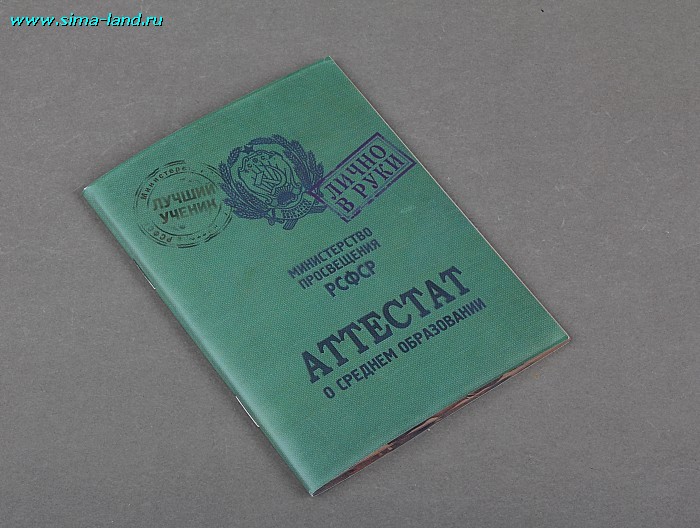 www.sima-land.ru
ЛУЧШИЙ
УЧЕНИК
ЛИЧНО
В РУКИ
МИНИСТЕРСТВО
ПРОСВЕЩЕНИЯ
РСФСР
АТТЕСТАТ
О СРЕДНЕМ ОБРАЗОВАНИИ